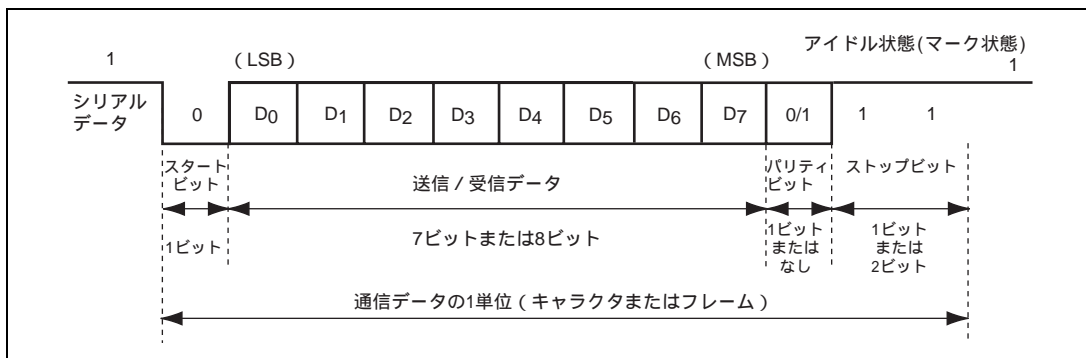 アイドル状態(マーク状態)
1 (LSB) (MSB) 1
シリアル
データ
0 D0 D1 D2 D3 D4 D5 D6 D7 0/1 1 1
スタート
ビット
送信 / 受信データ
パリティ
ビット
ストップビット
1ビット
7ビットまたは8ビット
1ビット
または
なし
1ビット
または
2ビット
通信データの1単位(キャラクタまたはフレーム)